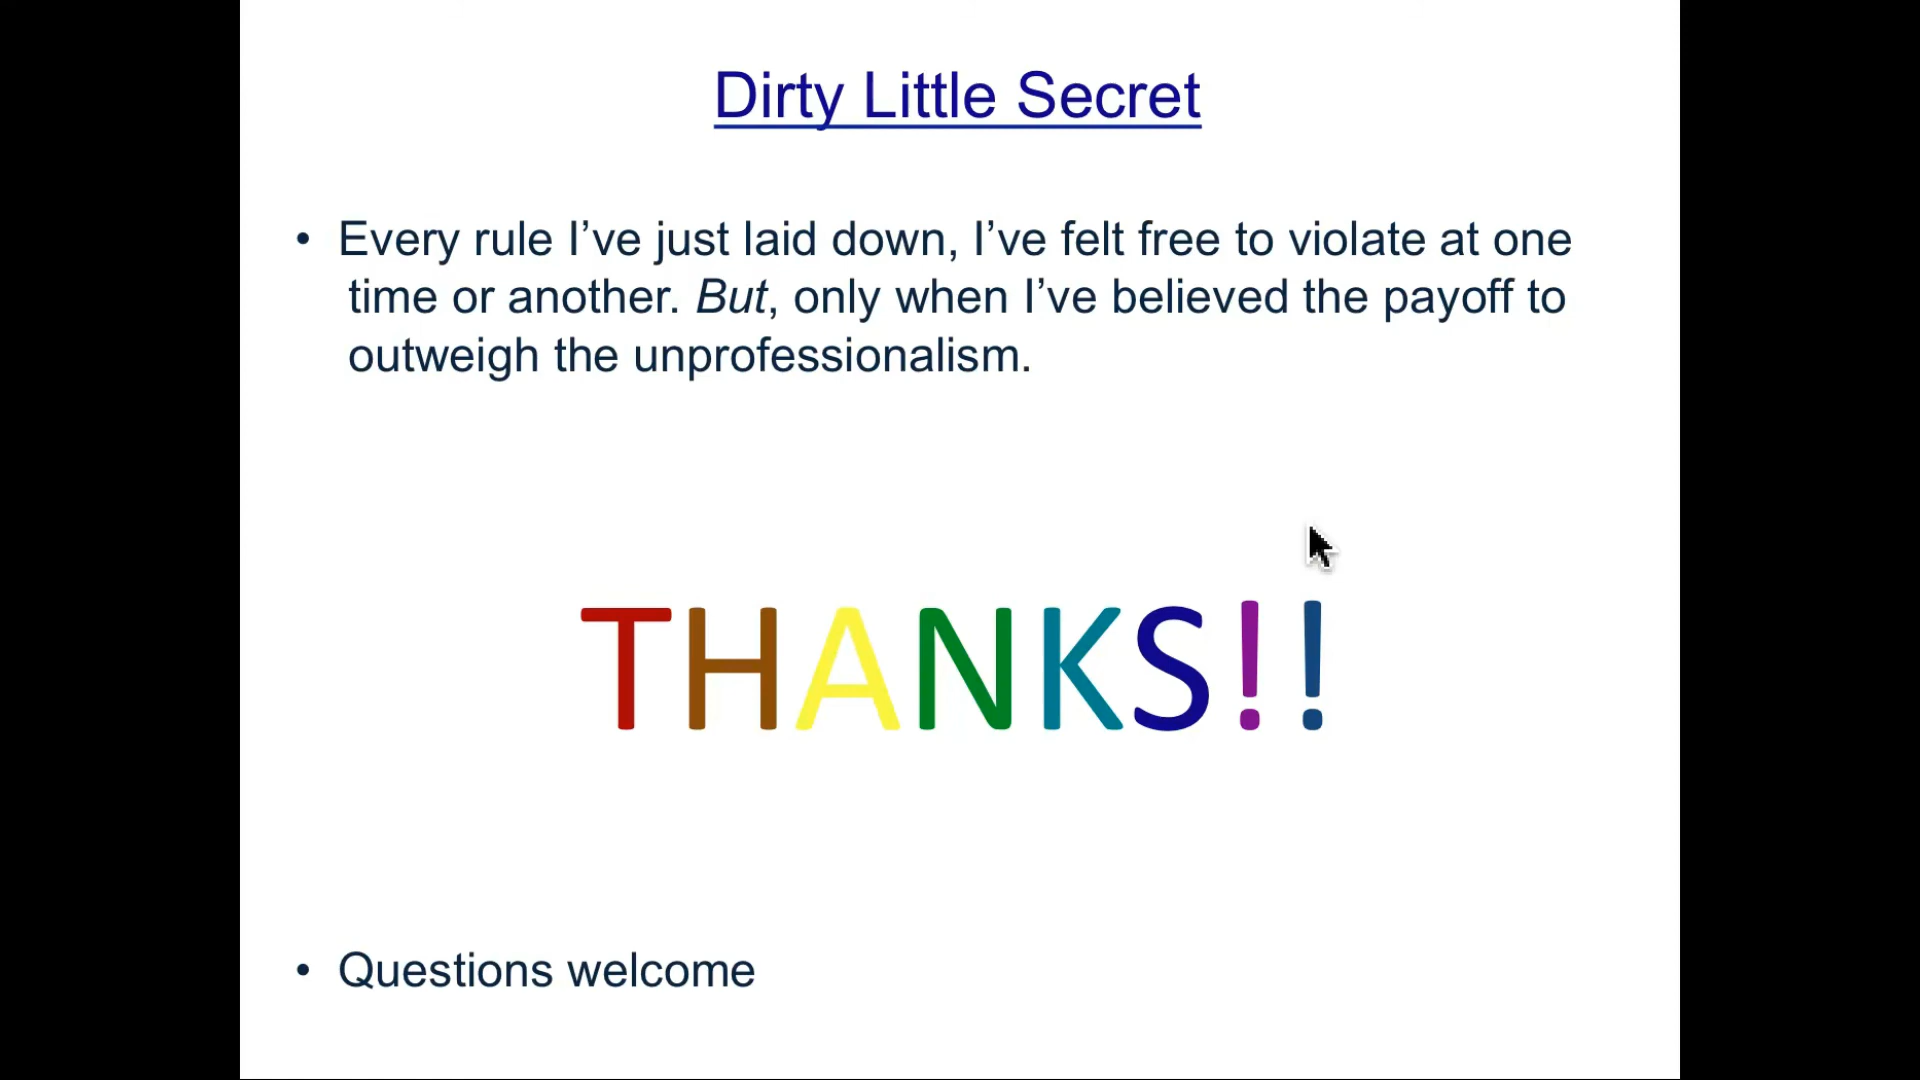 Dirty Little Secret
• Every rule I’ve just laid down, I’ve felt free to violate at one
time or another. But, only when I’ve believed the payoff to
outweigh the unprofessionalism.
THANKS!!
• Questions welcome